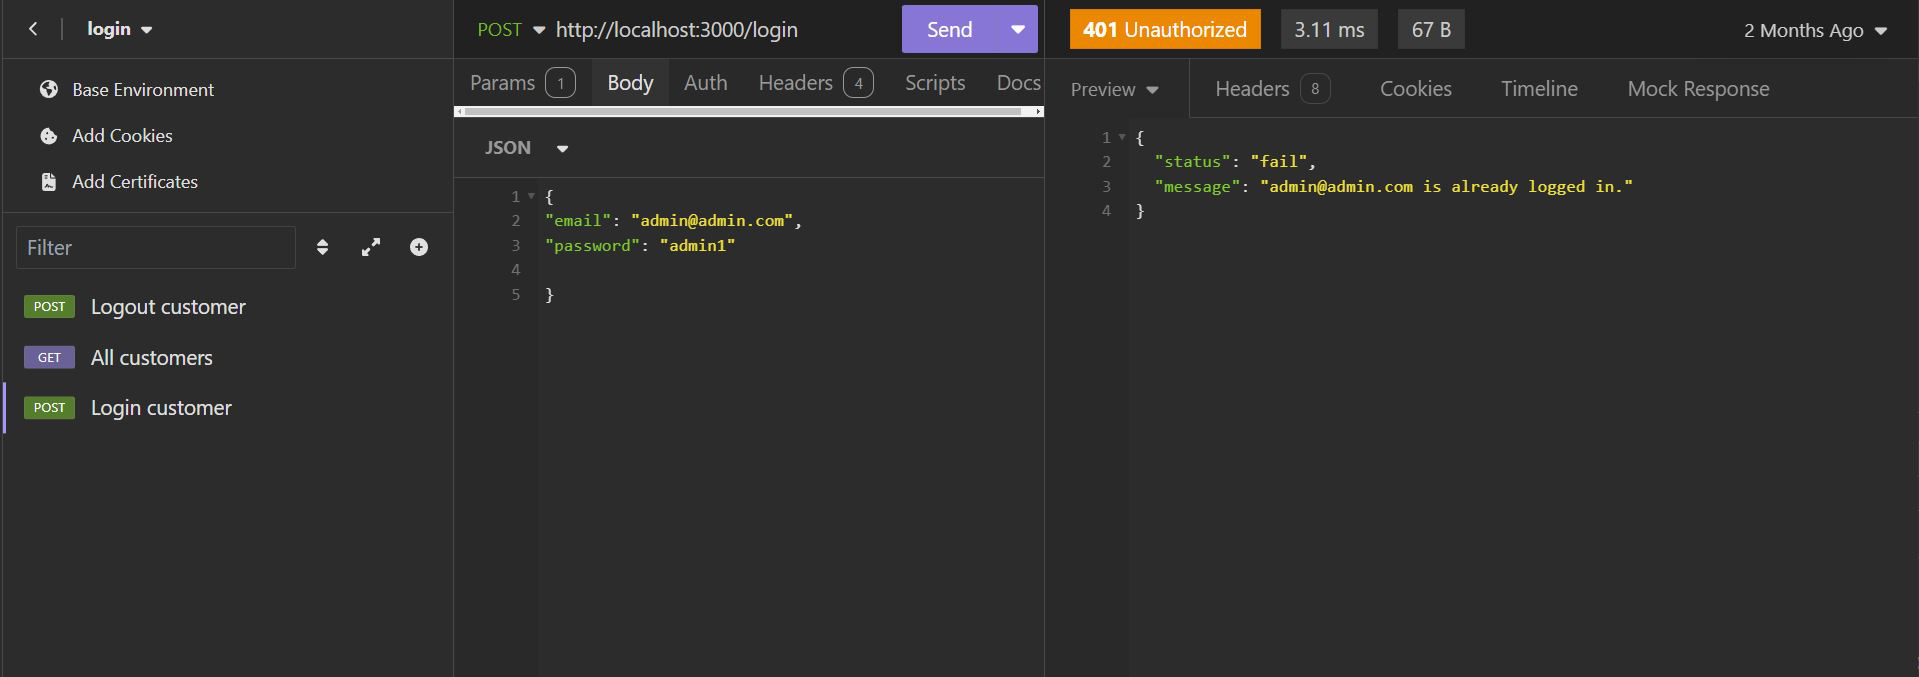 login
Base Environment
Add Cookies
Add Certificates
Filter
POST Logout customer
GET All customers
POST Login customer
POST http://localhost:3000/login Send
Params 1 Body Auth Headers 4 Scripts Docs
JSON
1 {
2 "email": "admin@admin.com",
3 "password": "admin1"
4
5 }
401 Unauthorized 3.11 ms 67 B 2 Months Ago
Preview Headers 8 Cookies Timeline Mock Response
1 {
2 "status": "fail",
3 "message": "admin@admin.com is already logged in."
4 }